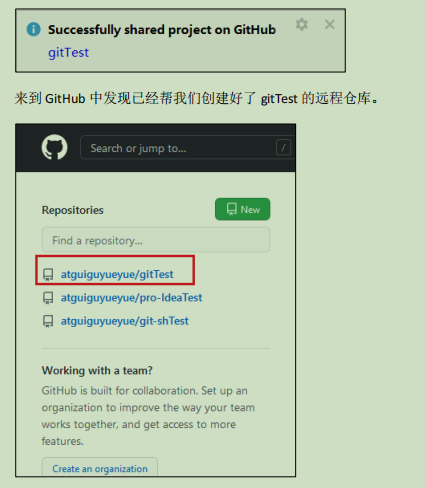 Successfully shared project on GitHub
gitTest
来到 GitHub 中发现已经帮我们创建好了 gitTest 的远程仓库。
Search or jump to...
/
Repositories
New
Find a repository...
atguiguyueyue/gitTest
atguiguyueyue/pro-IdeaTest
atguiguyueyue/git-shTest
Working with a team?
GitHub is built for collaboration. Set up an
organization to improve the way your team
works together, and get access to more
features.
Create an organization